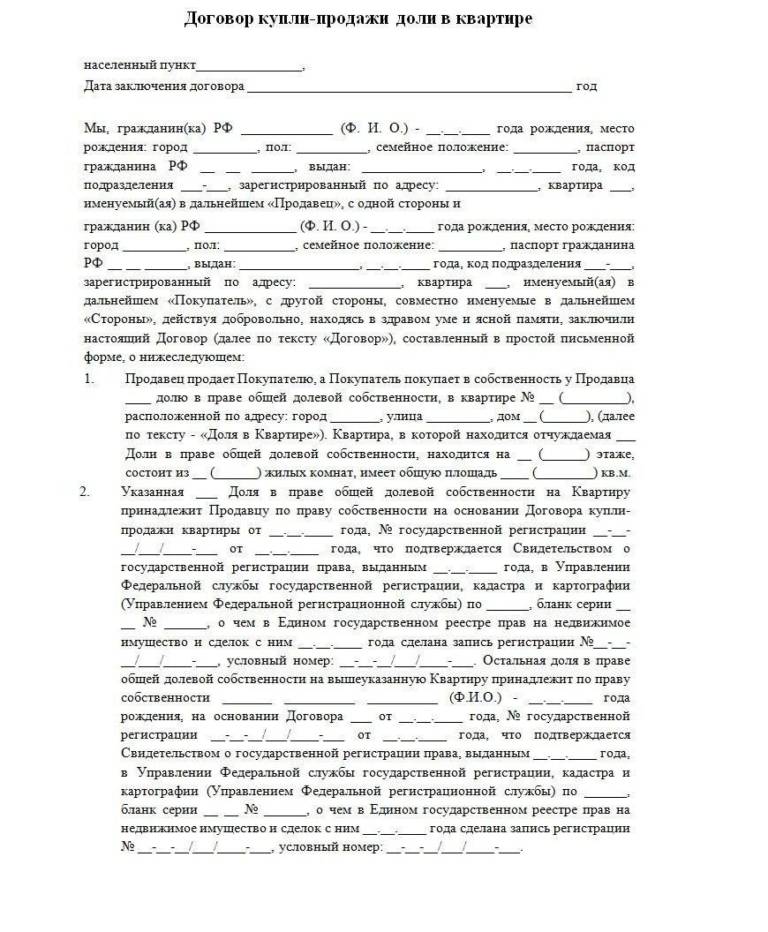 Договор купли-продажи доли в квартире
населенный пункт________________,
Дата заключения договора _________________________________________________ год
Мы, гражданин(ка) РФ ______________ (Ф. И. О.) - __.__.____ года рождения, место
рождения: город __________, пол: ___________, семейное положение: __________, паспорт
гражданина РФ __ __ ______, выдан: __________________, __.__.____ года, код
подразделения ___-___, зарегистрированный по адресу: ______________, квартира ___,
именуемый(ая) в дальнейшем «Продавец», с одной стороны и
гражданин (ка) РФ ______________ (Ф. И. О.) - __.__.____ года рождения, место рождения:
город __________, пол: ___________, семейное положение: __________, паспорт гражданина
РФ __ __ ______, выдан: __________________, __.__.____ года, код подразделения ___-___,
зарегистрированный по адресу: ______________, квартира ___, именуемый(ая) в
дальнейшем «Покупатель», с другой стороны, совместно именуемые в дальнейшем
«Стороны», действуя добровольно, находясь в здравом уме и ясной памяти, заключили
настоящий Договор (далее по тексту «Договор»), составленный в простой письменной
форме, о нижеследующем:
1. Продавец продает Покупателю, а Покупатель покупает в собственность у Продавца
____ долю в праве общей долевой собственности, в квартире № __ (__________),
расположенной по адресу: город ________, улица __________, дом __ (_______), (далее
по тексту - «Доля в Квартире»). Квартира, в которой находится отчуждаемая ___
Доли в праве общей долевой собственности, находится на __ (_______) этаже,
состоит из __ (_______) жилых комнат, имеет общую площадь ____ (_________) кв.м.
2. Указанная ___ Доля в праве общей долевой собственности на Квартиру
принадлежит Продавцу по праву собственности на основании Договора купли-
продажи квартиры от __.__.____ года, № государственной регистрации __-__-
__/___/____-___ от __.__.____ года, что подтверждается Свидетельством о
государственной регистрации права, выданным __.__.____ года, в Управлении
Федеральной службы государственной регистрации, кадастра и картографии
(Управлением Федеральной регистрационной службы) по ______, бланк серии __
__ № ______, о чем в Едином государственном реестре прав на недвижимое
имущество и сделок с ним __.__.____ года сделана запись регистрации №__-__-
__/___/____-___, условный номер: __-__-__/___/____-___. Остальная доля в праве
общей долевой собственности на вышеуказанную Квартиру принадлежит по праву
собственности _______ __________ __________ (Ф.И.О.) - __.__.____ года
рождения, на основании Договора ___ от __.__.____ года, № государственной
регистрации __-__-__/___/____-___ от __.__.____ года, что подтверждается
Свидетельством о государственной регистрации права, выданным __.__.____ года,
в Управлении Федеральной службы государственной регистрации, кадастра и
картографии (Управлением Федеральной регистрационной службы) по ______,
бланк серии __ __ № ______, о чем в Едином государственном реестре прав на
недвижимое имущество и сделок с ним __.__.____ года сделана запись регистрации
№ __-__-__/___/____-___, условный номер: __-__-__/___/____-___.